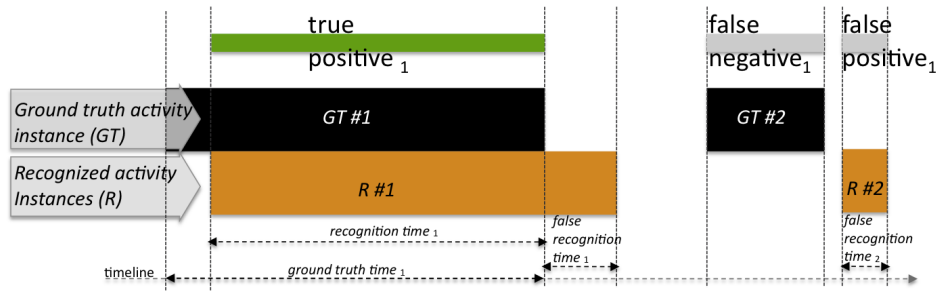 true
positive 1
false
negative1
false
positive1
Ground truth activity
instance (GT)
GT #1
GT #2
Recognized activity
Instances (R)
R #1
R #2
recognition time 1
false
recognition
time 1
false
recognition
time 2
timeline
ground truth time 1